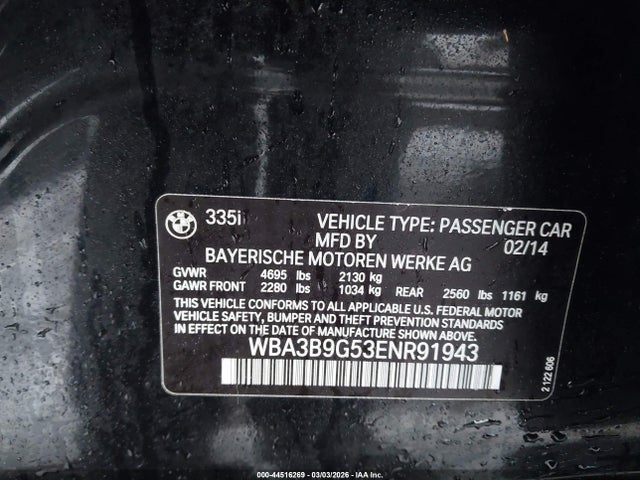 BMW
335i VEHICLE TYPE: PASSENGER CAR
MFD BY 02/14
BAYERISCHE MOTOREN WERKE AG
GVWR 4695 lbs 2130 kg
GAWR FRONT 2280 lbs 1034 kg REAR 2560 lbs 1161 kg
THIS VEHICLE CONFORMS TO ALL APPLICABLE U.S. FEDERAL MOTOR
VEHICLE SAFETY, BUMPER, AND THEFT PREVENTION STANDARDS
IN EFFECT ON THE DATE OF MANUFACTURE SHOWN ABOVE.
WBA3B9G53ENR91943
2 122 606
000-44516269 - 03/03/2026 - IAA Inc.